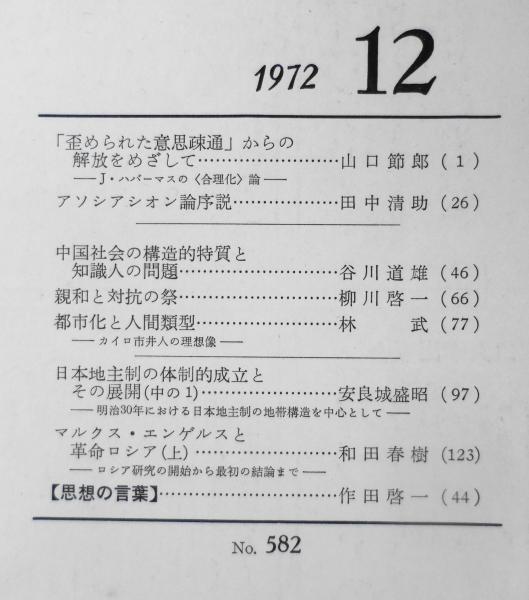 1972 12
「歪められた意思疎通」からの
解放をめざして……………………山口節郎(1)
――J・ハバーマスの〈合理化〉論――
アソシアシオン論序説………………田中清助(26)
中国社会の構造的特質と
知識人の問題………………………谷川道雄(46)
親和と対抗の祭………………………柳川啓一(66)
都市化と人間類型……………………林 武(77)
――カイロ市井人の理想像――
日本地主制の体制的成立と
その展開(中の1)……………………安良城盛昭(97)
――明治30年における日本地主制の地帯構造を中心として――
マルクス・エンゲルスと
革命ロシア(上)……………………和田春樹(123)
――ロシア研究の開始から最初の結論まで――
【思想の言葉】…………………………作田啓一(44)
No. 582